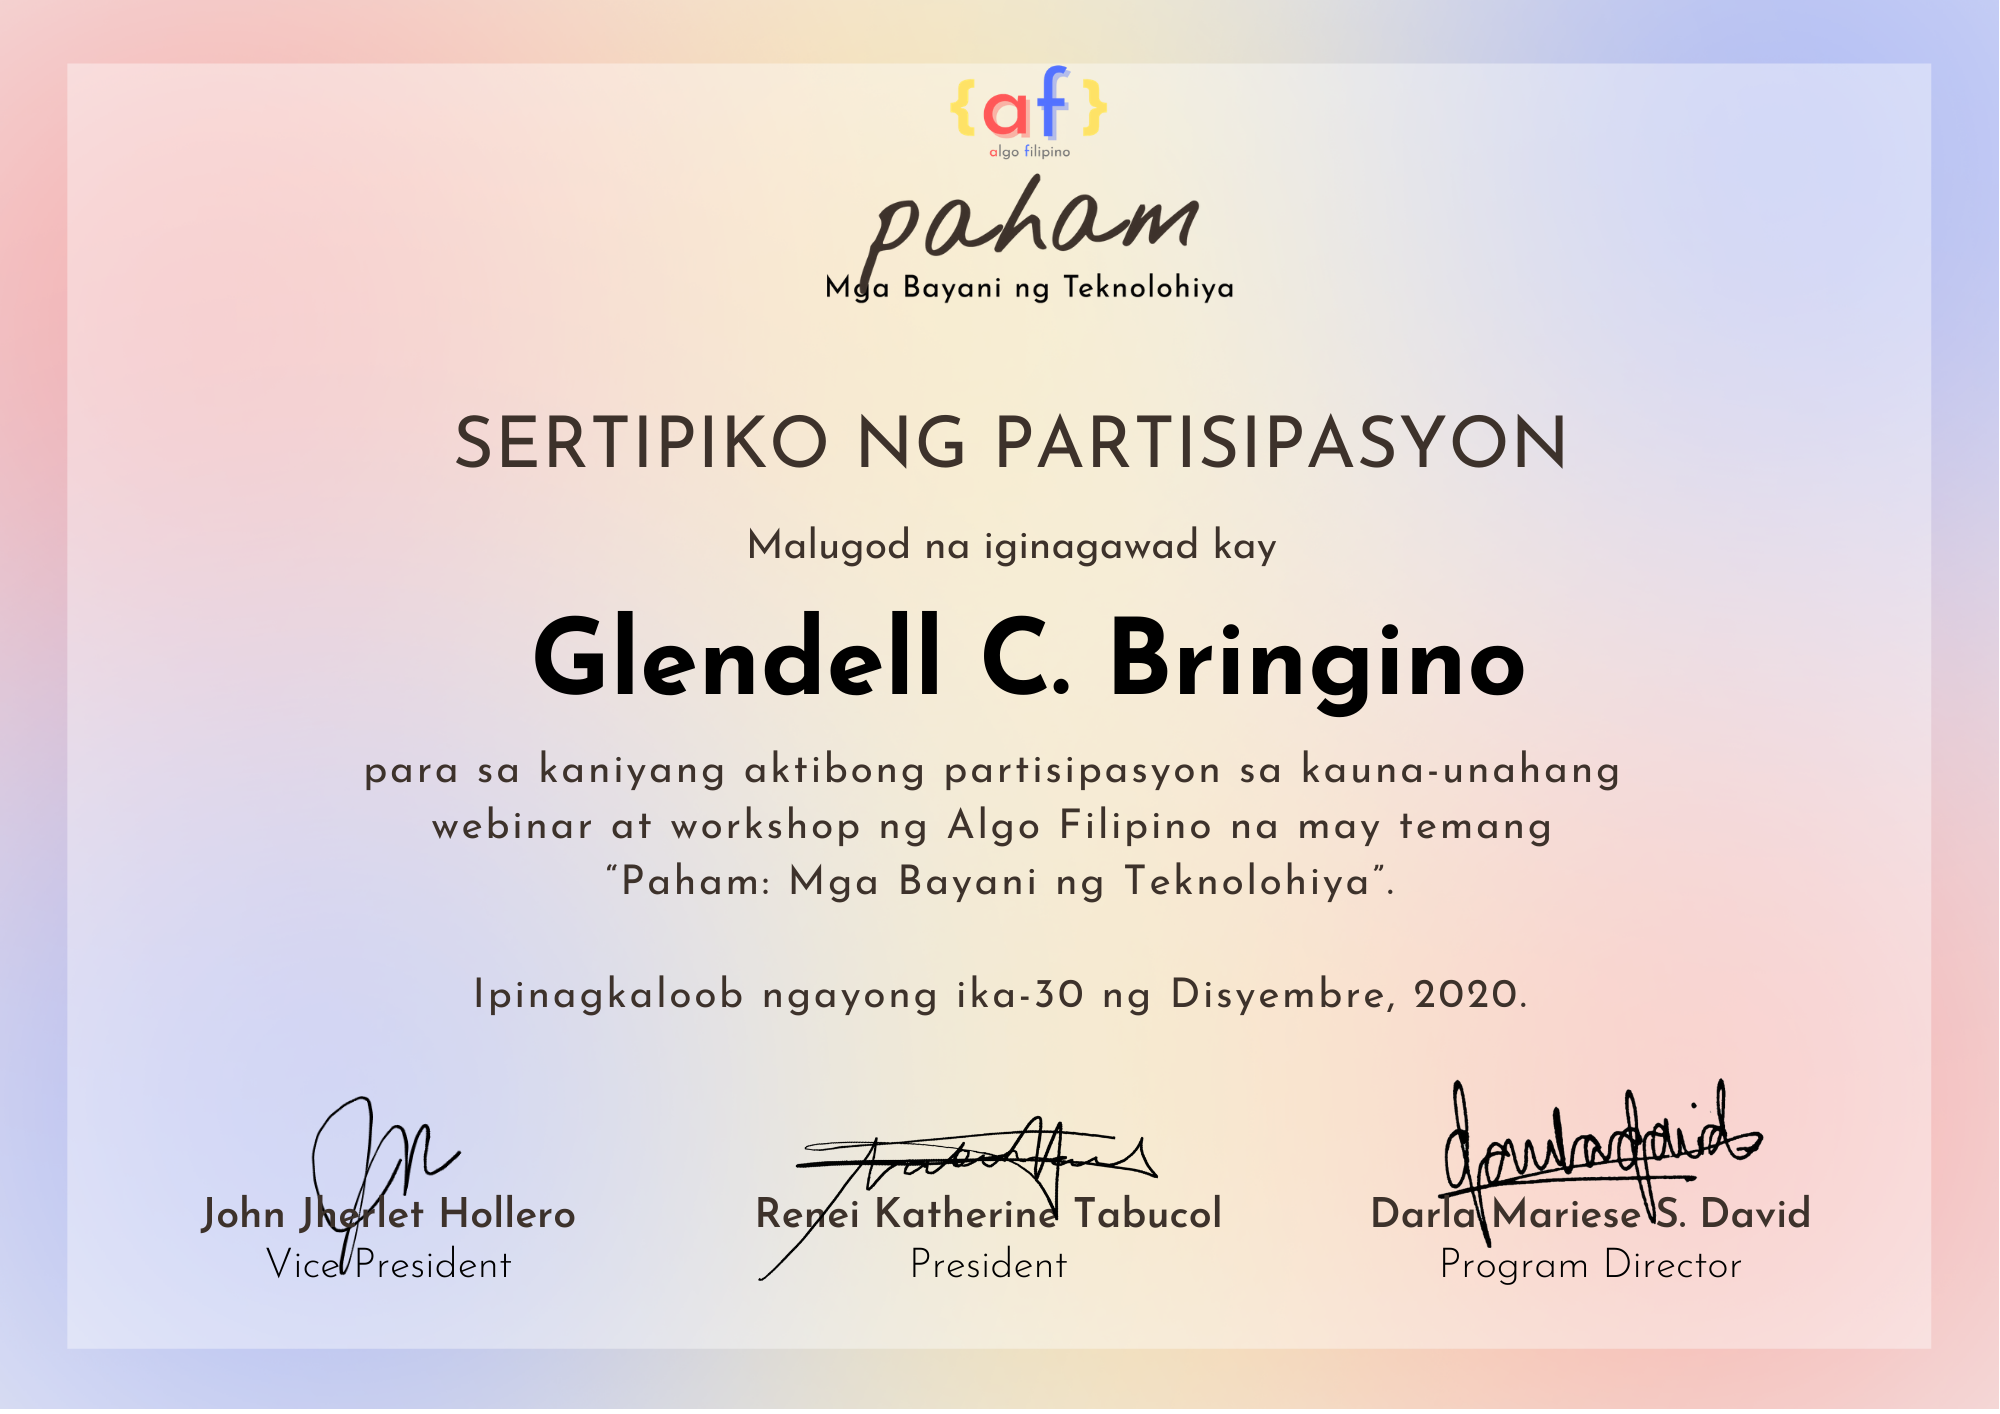 {af}
algo filipino
paham
Mga Bayani ng Teknolohiya
SERTIPIKO NG PARTISIPASYON
Malugod na iginagawad kay
Glendell C. Bringino
para sa kaniyang aktibong partisipasyon sa kauna-unahang
webinar at workshop ng Algo Filipino na may temang
“Paham: Mga Bayani ng Teknolohiya”.
Ipinagkaloob ngayong ika-30 ng Disyembre, 2020.
John Jherlet Hollero
Vice President
Renei Katherine Tabucol
President
Darla Mariese S. David
Program Director